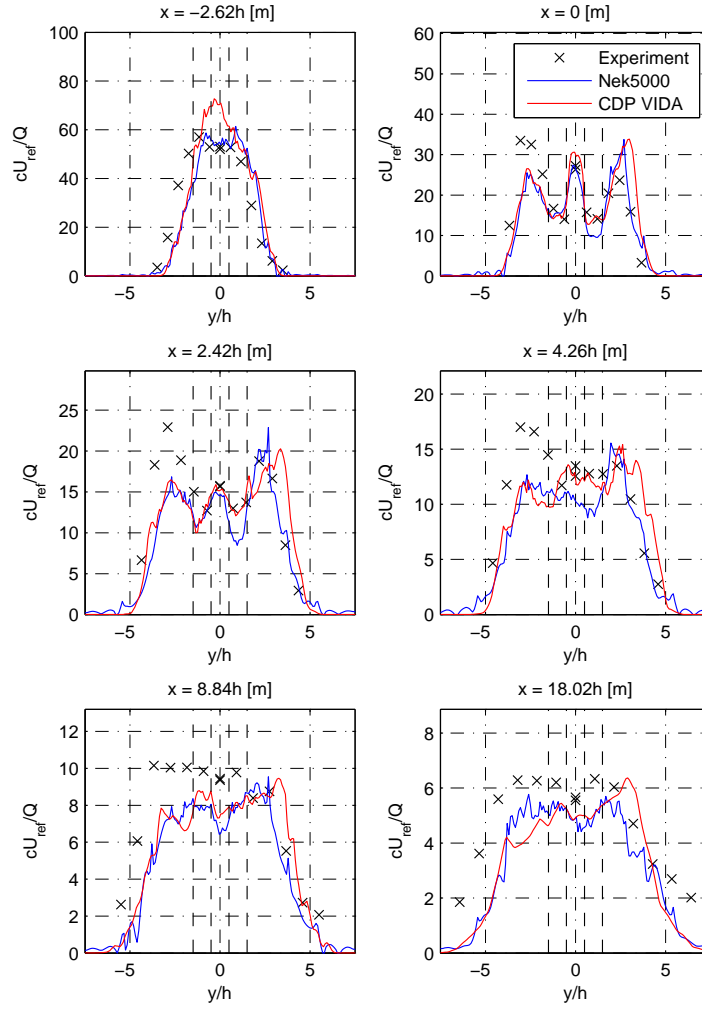 x = −2.62h [m]
x = 0 [m]
100
80
60
40
20
0
cU_ref/Q
−5
0
5
y/h
60
50
40
30
20
10
0
cU_ref/Q
Experiment
Nek5000
CDP VIDA
−5
0
5
y/h
x = 2.42h [m]
x = 4.26h [m]
25
20
15
10
5
0
cU_ref/Q
−5
0
5
y/h
20
15
10
5
0
cU_ref/Q
−5
0
5
y/h
x = 8.84h [m]
x = 18.02h [m]
12
10
8
6
4
2
0
cU_ref/Q
−5
0
5
y/h
8
6
4
2
0
cU_ref/Q
−5
0
5
y/h